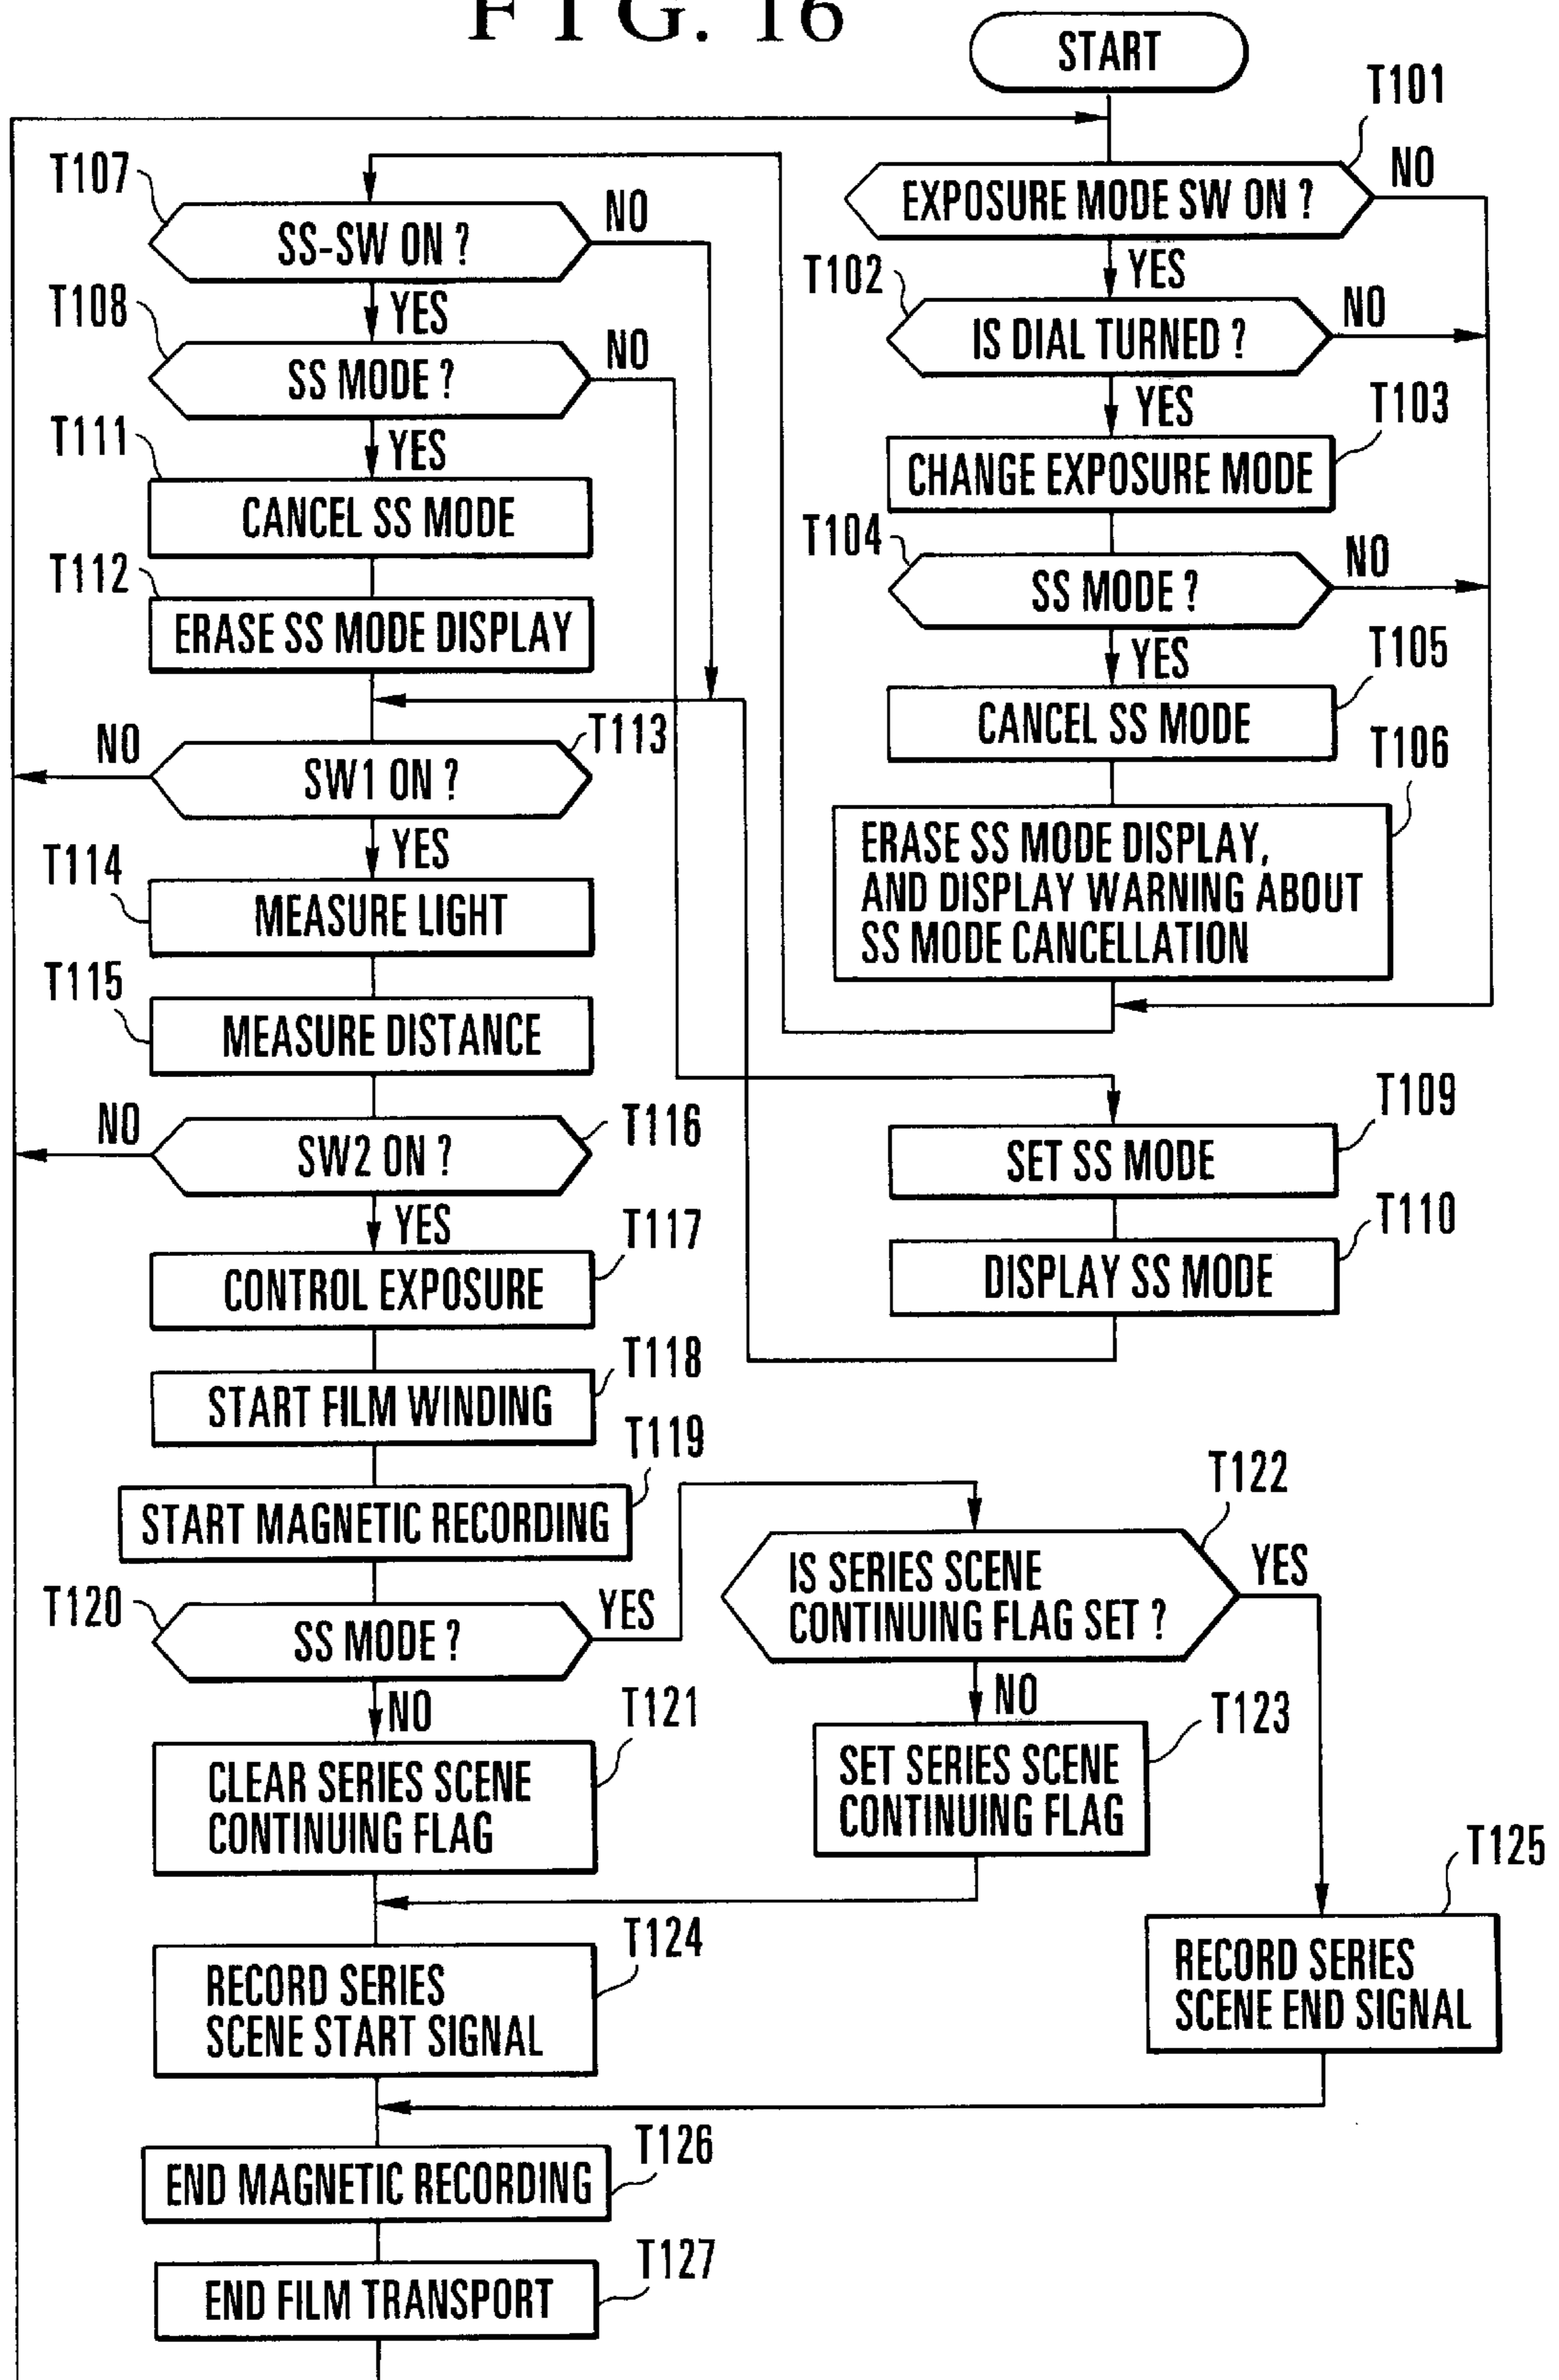 FIG. 16
START
T101
EXPOSURE MODE SW ON ?
NO
YES
T102
IS DIAL TURNED ?
NO
YES
T103
CHANGE EXPOSURE MODE
T104
SS MODE ?
NO
YES
T105
CANCEL SS MODE
T106
ERASE SS MODE DISPLAY,
AND DISPLAY WARNING ABOUT
SS MODE CANCELLATION
T107
SS-SW ON ?
NO
YES
T108
SS MODE ?
NO
YES
T109
SET SS MODE
T110
DISPLAY SS MODE
T111
CANCEL SS MODE
T112
ERASE SS MODE DISPLAY
T113
SW1 ON ?
NO
YES
T114
MEASURE LIGHT
T115
MEASURE DISTANCE
T116
SW2 ON ?
NO
YES
T117
CONTROL EXPOSURE
T118
START FILM WINDING
T119
START MAGNETIC RECORDING
T120
SS MODE ?
YES
NO
T121
CLEAR SERIES SCENE
CONTINUING FLAG
T122
IS SERIES SCENE
CONTINUING FLAG SET ?
YES
NO
T123
SET SERIES SCENE
CONTINUING FLAG
T124
RECORD SERIES
SCENE START SIGNAL
T125
RECORD SERIES
SCENE END SIGNAL
T126
END MAGNETIC RECORDING
T127
END FILM TRANSPORT